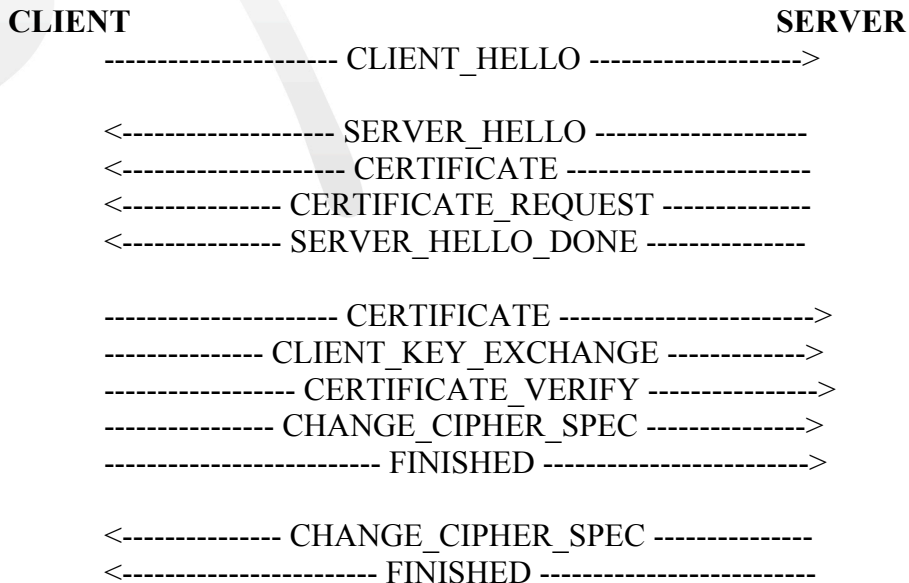 CLIENT SERVER
---------------------- CLIENT_HELLO -------------------->
<-------------------- SERVER_HELLO --------------------
<--------------------- CERTIFICATE -----------------------
<--------------- CERTIFICATE_REQUEST --------------
<--------------- SERVER_HELLO_DONE ---------------
---------------------- CERTIFICATE ------------------------>
--------------- CLIENT_KEY_EXCHANGE ------------->
------------------ CERTIFICATE_VERIFY ---------------->
---------------- CHANGE_CIPHER_SPEC --------------->
-------------------------- FINISHED ------------------------->
<--------------- CHANGE_CIPHER_SPEC ---------------
<------------------------ FINISHED --------------------------